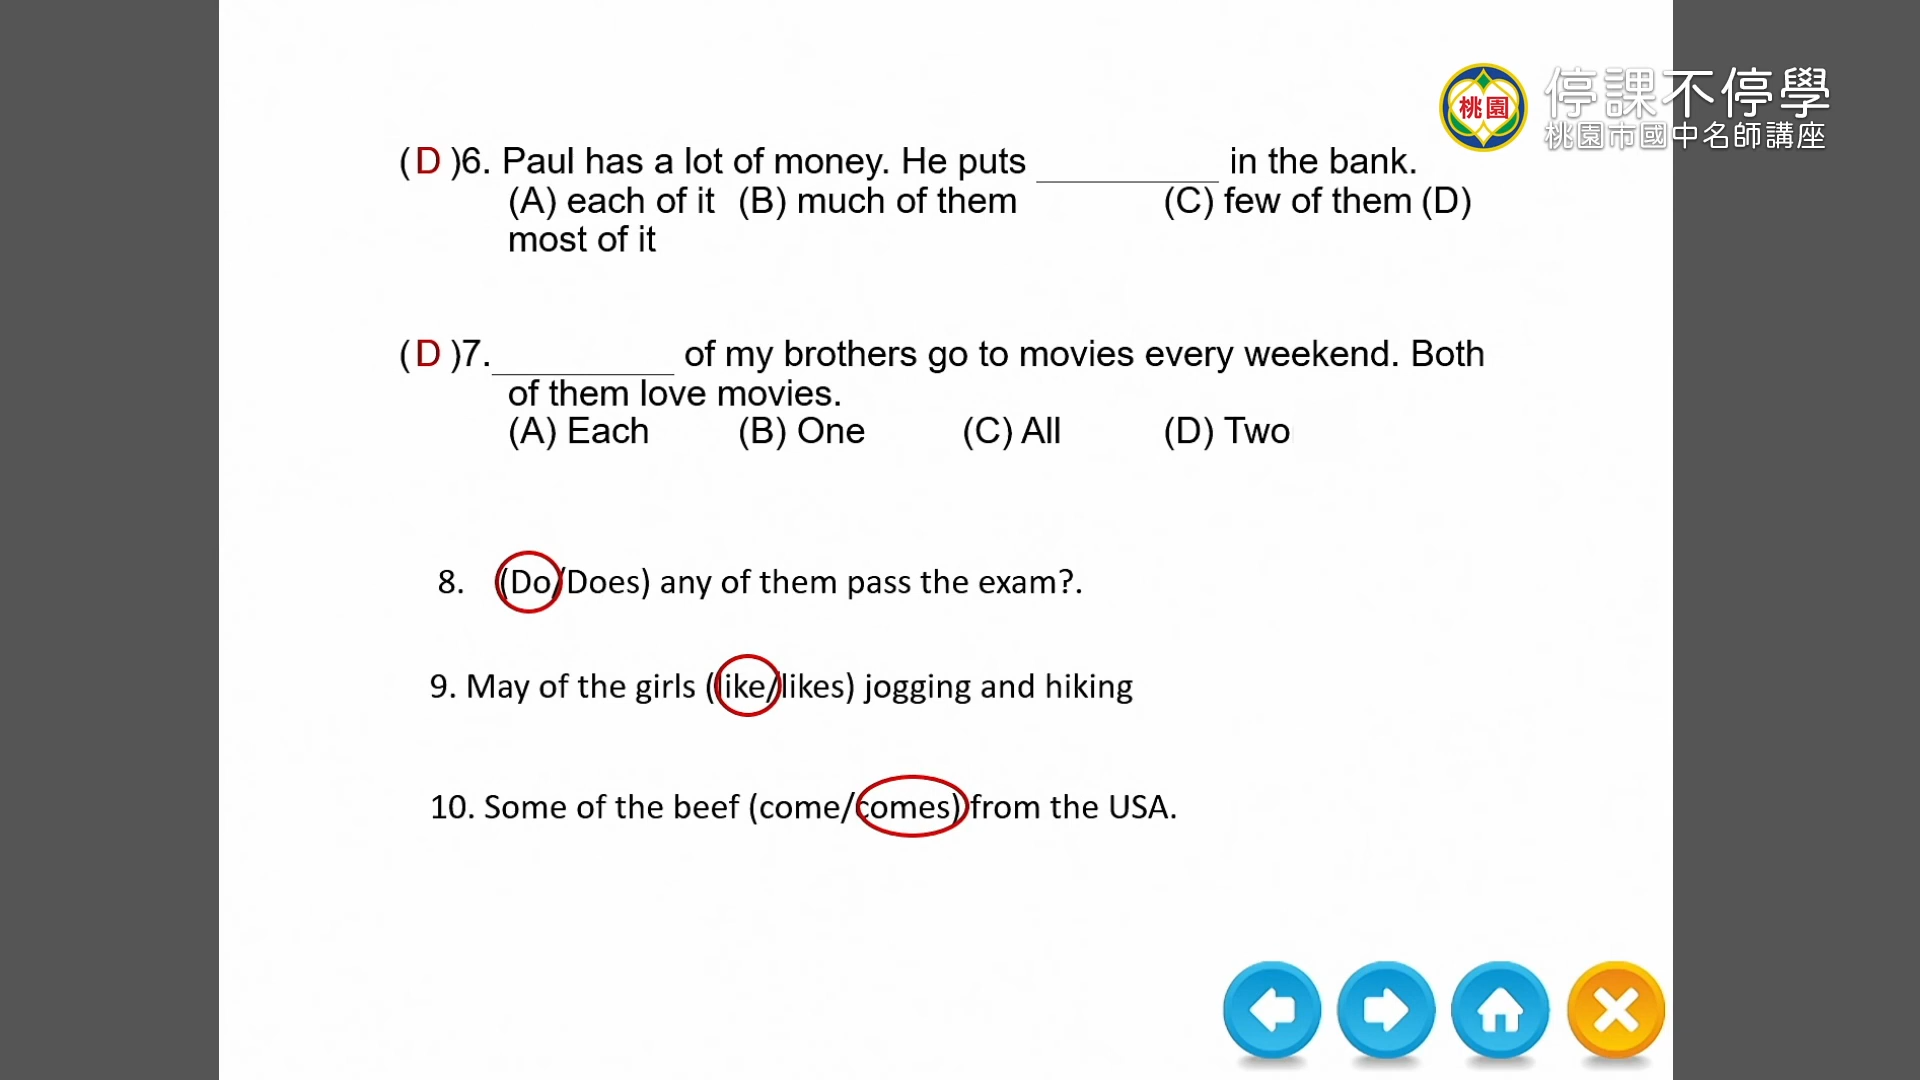 桃園
停課不停學
桃園市國中名師講座
( D )6. Paul has a lot of money. He puts _________ in the bank.
(A) each of it (B) much of them (C) few of them (D)
most of it
( D )7._________ of my brothers go to movies every weekend. Both
of them love movies.
(A) Each (B) One (C) All (D) Two
8. (Do/Does) any of them pass the exam?.
9. May of the girls (like/likes) jogging and hiking
10. Some of the beef (come/comes) from the USA.